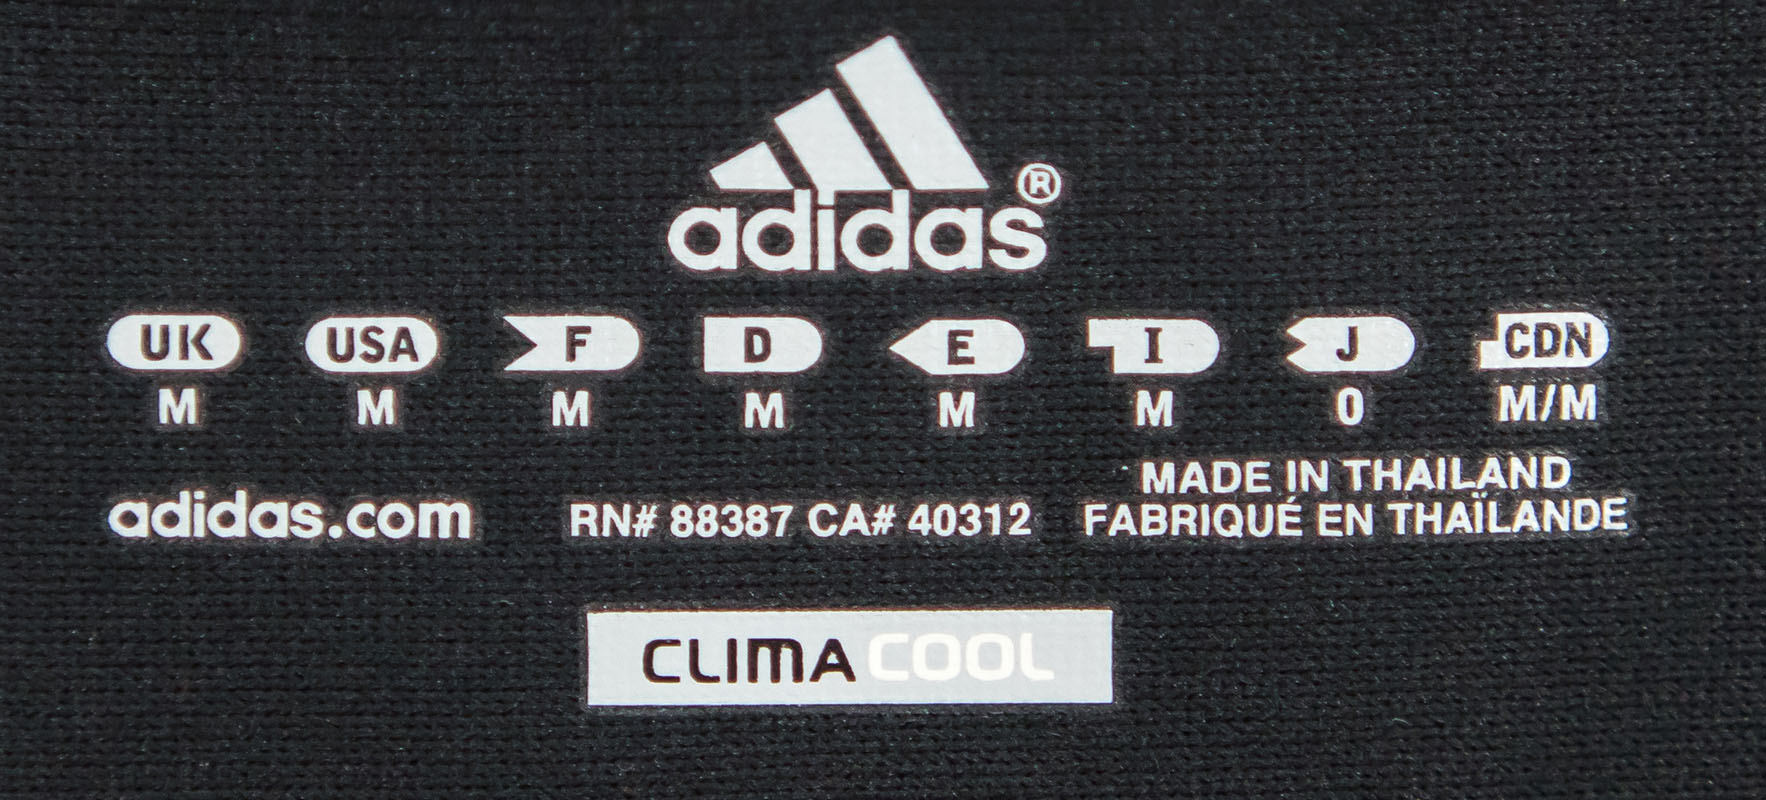 adidas®
UK USA F D E I J CDN
M M M M M M O M/M
adidas.com RN# 88387 CA# 40312 MADE IN THAILAND
FABRIQUÉ EN THAÏLANDE
CLIMACOOL